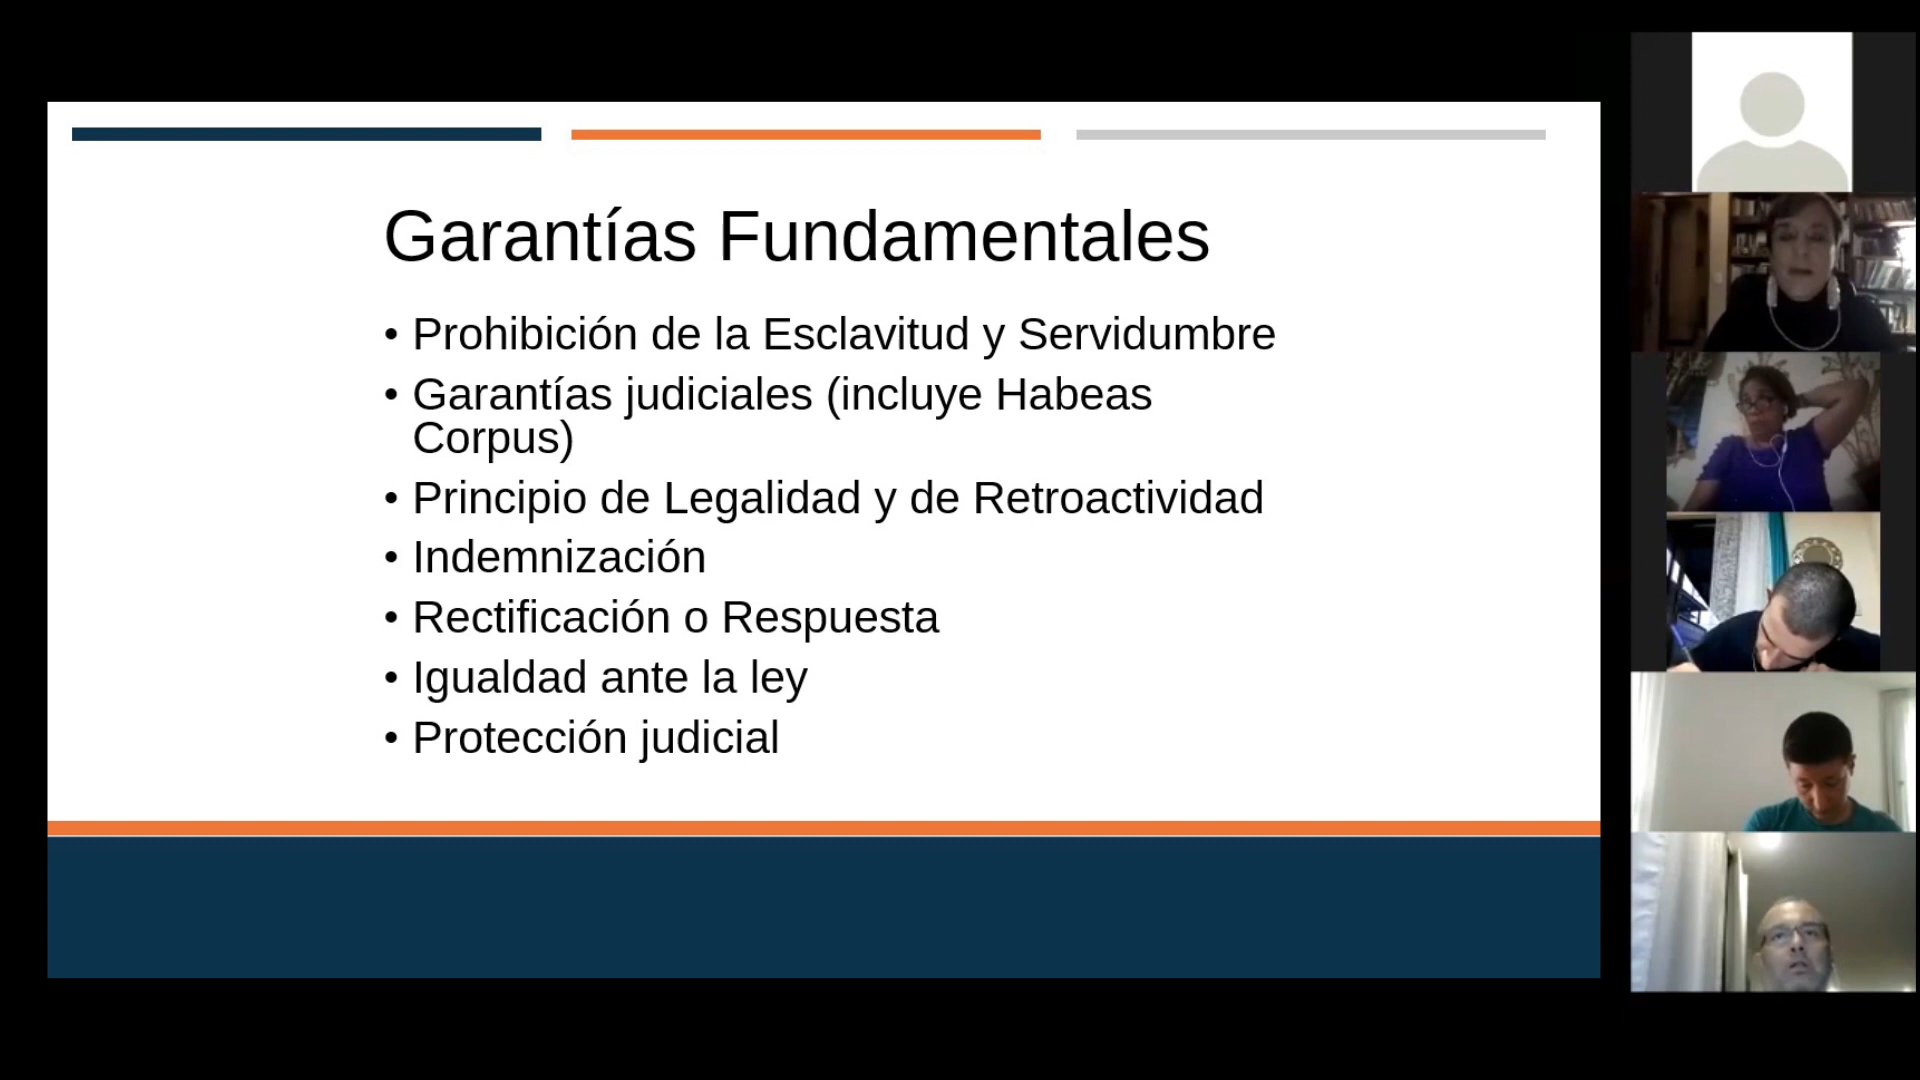 Garantías Fundamentales
• Prohibición de la Esclavitud y Servidumbre
• Garantías judiciales (incluye Habeas
Corpus)
• Principio de Legalidad y de Retroactividad
• Indemnización
• Rectificación o Respuesta
• Igualdad ante la ley
• Protección judicial